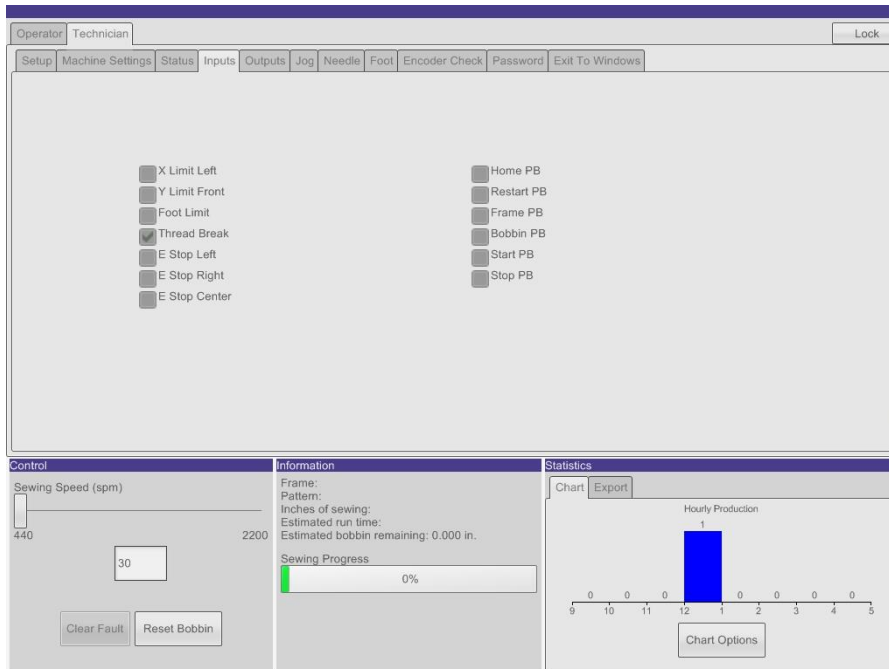 Operator Technician Lock
Setup Machine Settings Status Inputs Outputs Jog Needle Foot Encoder Check Password Exit To Windows
X Limit Left
Y Limit Front
Foot Limit
Thread Break
E Stop Left
E Stop Right
E Stop Center
Home PB
Restart PB
Frame PB
Bobbin PB
Start PB
Stop PB
Control
Sewing Speed (spm)
440 2200
30
Clear Fault Reset Bobbin
Information
Frame:
Pattern:
Inches of sewing:
Estimated run time:
Estimated bobbin remaining: 0.000 in.
Sewing Progress
0%
Statistics
Chart Export
Hourly Production
1
0 0 0 0 0 0 0
9 10 11 12 1 2 3 4 5
Chart Options